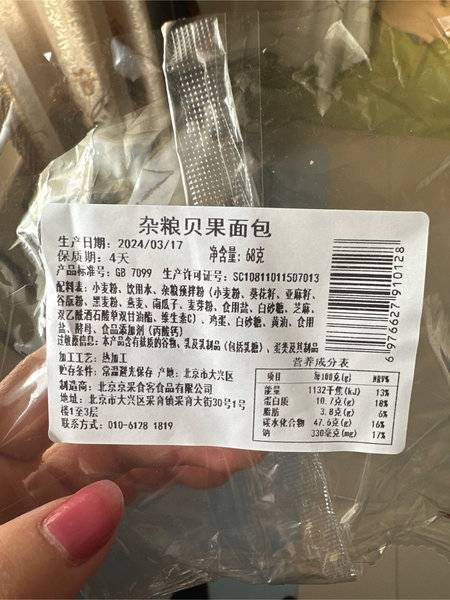 杂粮贝果面包
生产日期：2024/03/17 净含量：68克
保质期：4天
产品标准号：GB 7099 生产许可证号：SC10811011507013
配料表：小麦粉、饮用水、杂粮预拌粉（小麦粉、葵花籽、亚麻籽、
谷朊粉、黑麦粉、燕麦、南瓜子、麦芽粉、食用盐、白砂糖、芝麻、
双乙酰酒石酸单双甘油酯、维生素C）、鸡蛋、白砂糖、黄油、食用
盐、酵母、食品添加剂（丙酸钙）
过敏原信息：本产品含有麸质的谷物、乳及乳制品（包括乳糖）、蛋类及其制品
加工工艺：热加工
贮存条件：常温避光保存 产地：北京市大兴区
制造商：北京京采食客食品有限公司
地址：北京市大兴区采育镇采育大街30号1号
楼1至3层
联系方式：010-6128 1819
营养成分表
项目 每100克(g) NRV%
能量 1132千焦(kJ) 13%
蛋白质 10.7克(g) 18%
脂肪 3.8克(g) 6%
碳水化合物 47.6克(g) 16%
钠 330毫克(mg) 17%
6 976627 910128